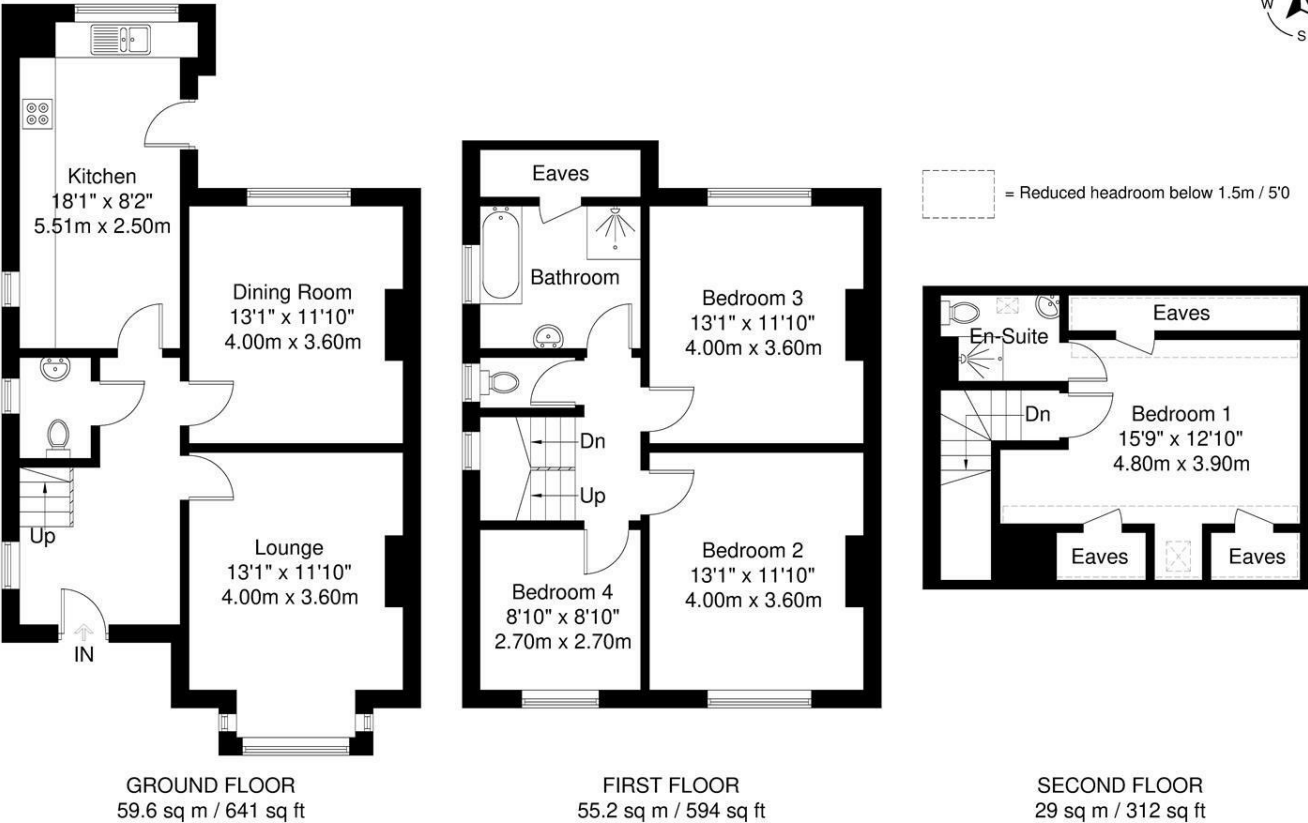 W
S
Kitchen
18'1" x 8'2"
5.51m x 2.50m
Dining Room
13'1" x 11'10"
4.00m x 3.60m
Up
Lounge
13'1" x 11'10"
4.00m x 3.60m
IN
GROUND FLOOR
59.6 sq m / 641 sq ft
Eaves
Bathroom
Bedroom 3
13'1" x 11'10"
4.00m x 3.60m
Dn
Up
Bedroom 4
8'10" x 8'10"
2.70m x 2.70m
Bedroom 2
13'1" x 11'10"
4.00m x 3.60m
FIRST FLOOR
55.2 sq m / 594 sq ft
= Reduced headroom below 1.5m / 5'0
Eaves
En-Suite
Dn
Bedroom 1
15'9" x 12'10"
4.80m x 3.90m
Eaves
Eaves
SECOND FLOOR
29 sq m / 312 sq ft